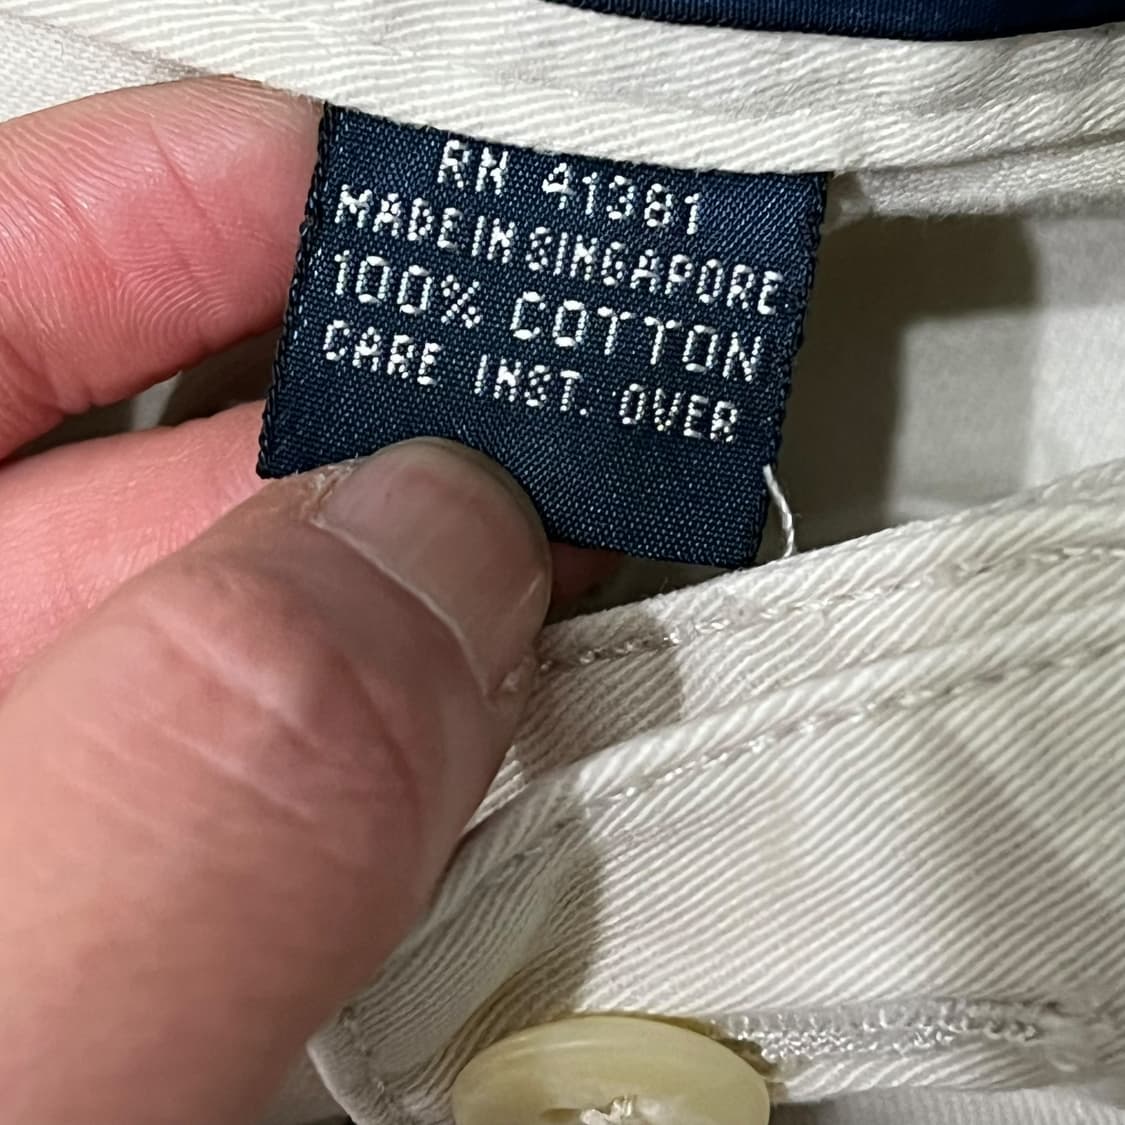 RN 41381
MADE IN SINGAPORE
100% COTTON
CARE INST. OVER